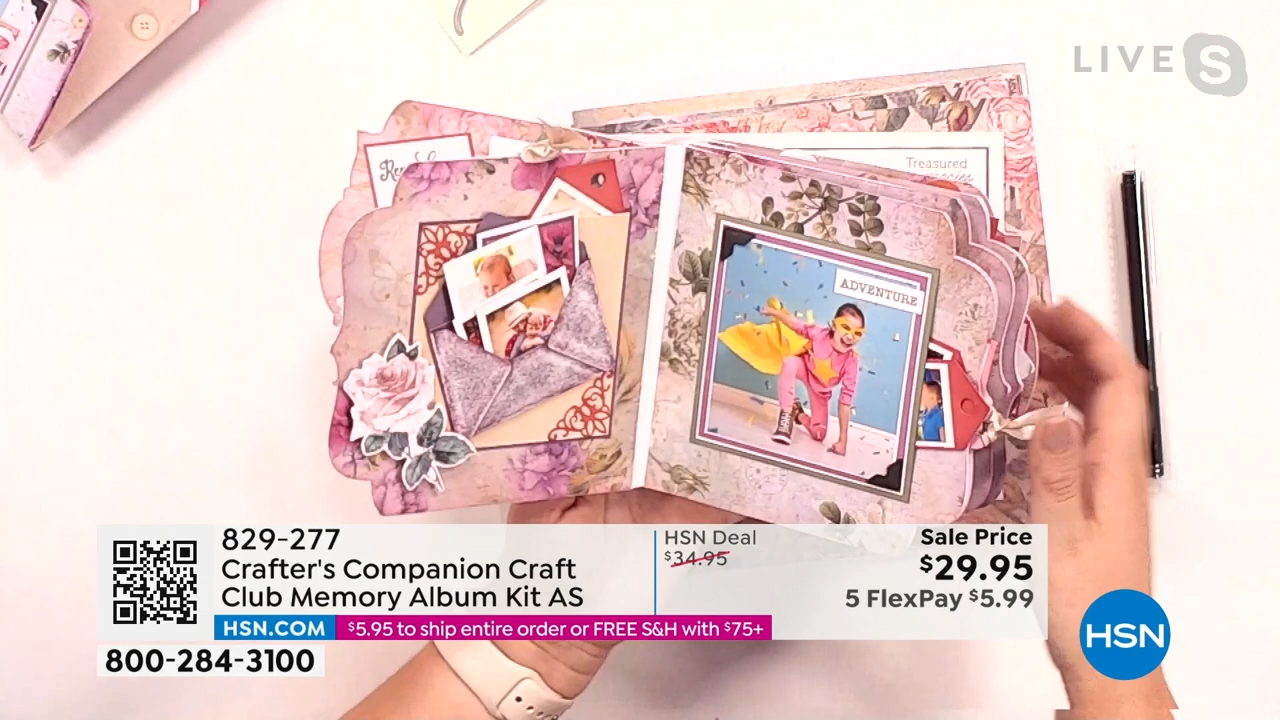 LIVE S
Treasured
ADVENTURE
829-277
Crafter's Companion Craft
Club Memory Album Kit AS
HSN Deal
$34.95
Sale Price
$29.95
5 FlexPay $5.99
HSN.COM
$5.95 to ship entire order or FREE S&H with $75+
800-284-3100
HSN